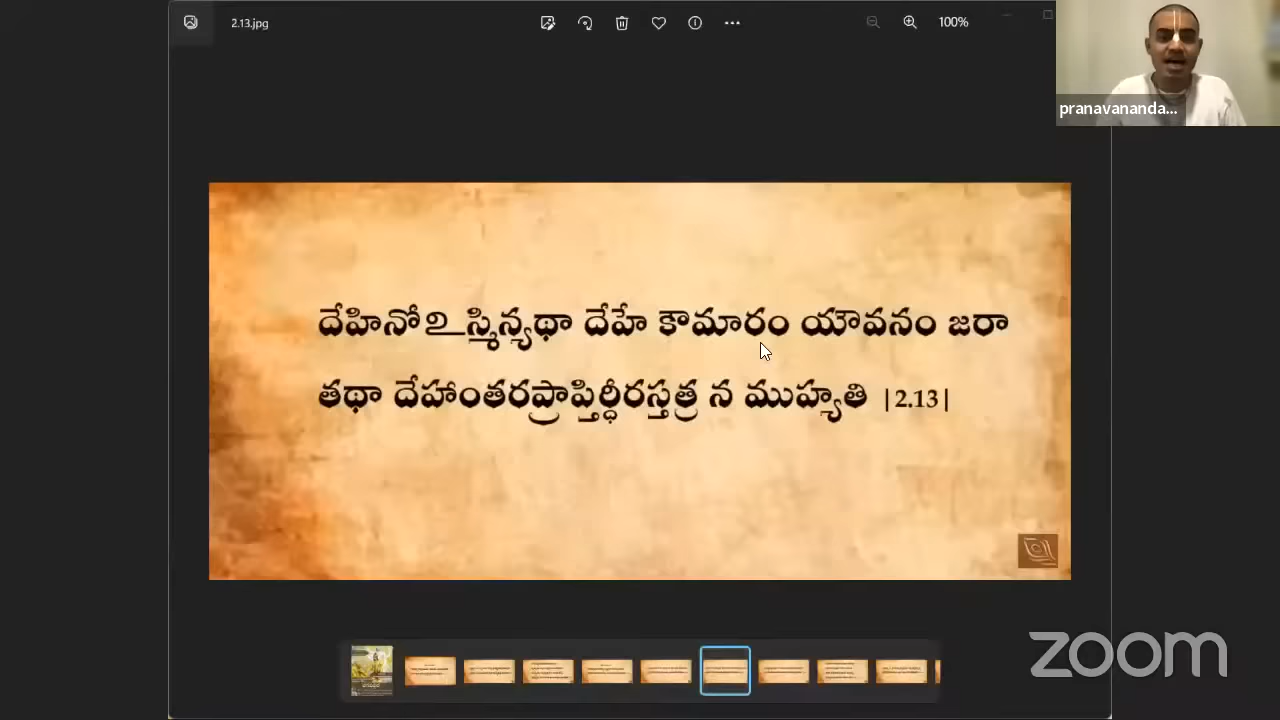 2.13.jpg
100%
pranavananda...
దేహినోఽస్మిన్యథా దేహే కౌమారం యౌవనం జరా
తథా దేహాంతరప్రాప్తిర్ధీరస్తత్ర న ముహ్యతి |2.13|
zoom